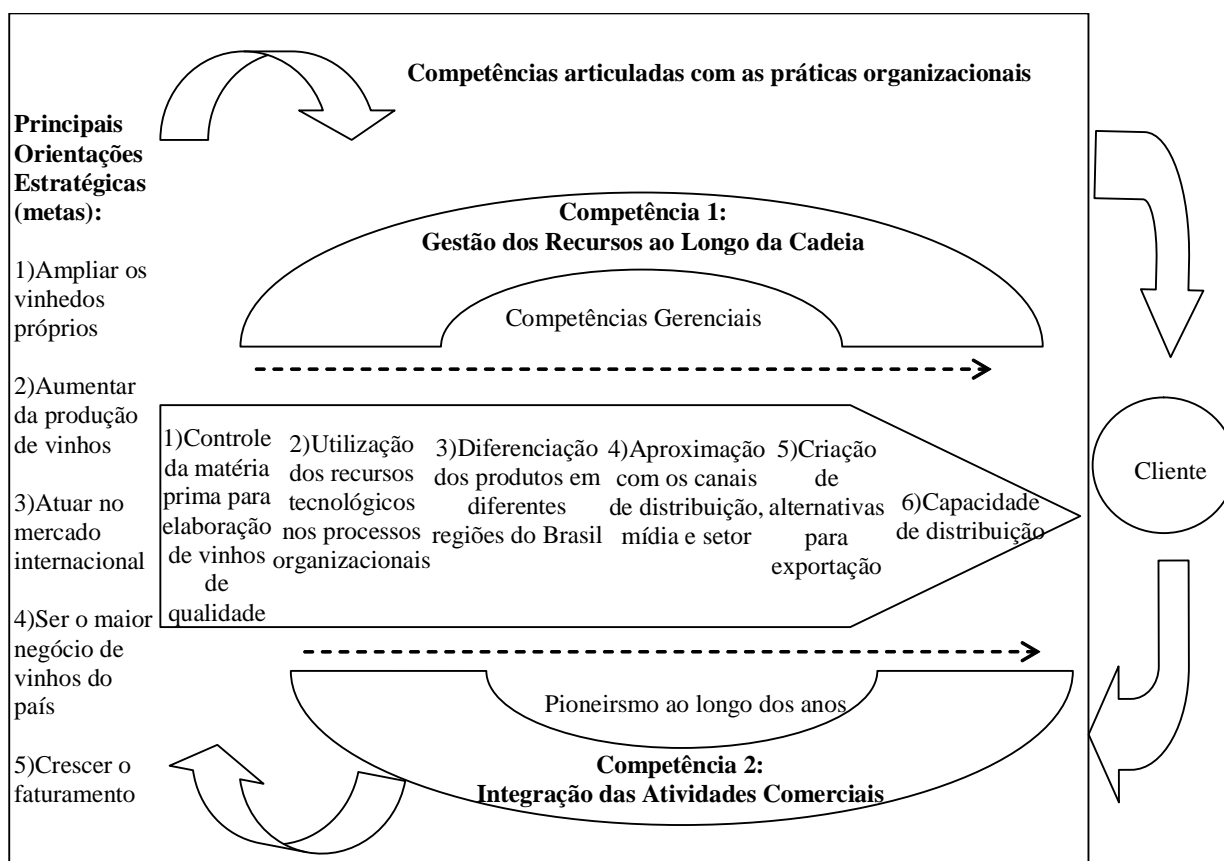 Competências articuladas com as práticas organizacionais
Principais
Orientações
Estratégicas
(metas):
1)Ampliar os
vinhedos
próprios
2)Aumentar
da produção
de vinhos
3)Atuar no
mercado
internacional
4)Ser o maior
negócio de
vinhos do
país
5)Crescer o
faturamento
Competência 1:
Gestão dos Recursos ao Longo da Cadeia
Competências Gerenciais
1)Controle
da matéria
prima para
elaboração
de vinhos
de
qualidade
2)Utilização
dos recursos
tecnológicos
nos processos
organizacionais
3)Diferenciação
dos produtos em
diferentes
regiões do Brasil
4)Aproximação
com os canais
de distribuição,
mídia e setor
5)Criação
de
alternativas
para
exportação
6)Capacidade
de distribuição
Cliente
Pioneirsmo ao longo dos anos
Competência 2:
Integração das Atividades Comerciais